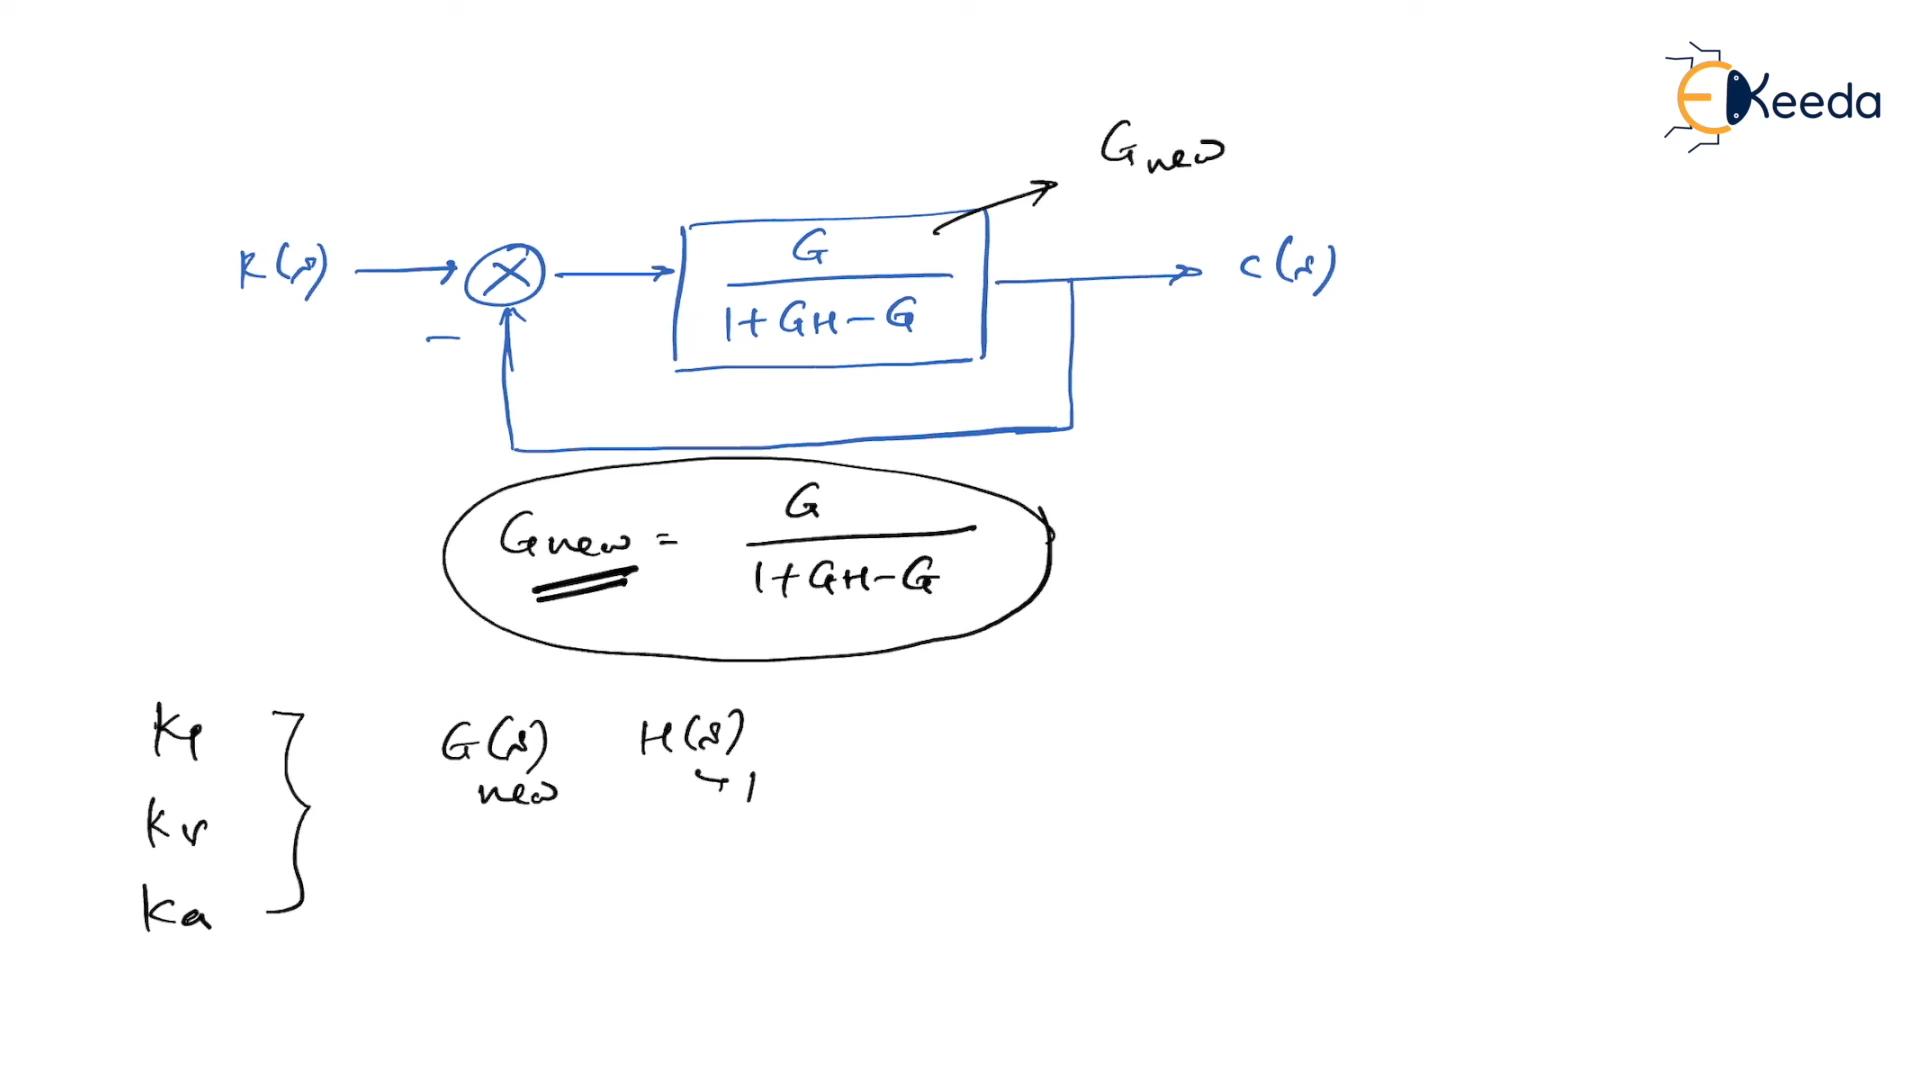 EKeeda
Gnew
R(s) G / 1+GH-G C(s)
-
Gnew = G / 1+GH-G
Kp G(s) H(s)
new ↳ 1
Kv
Ka